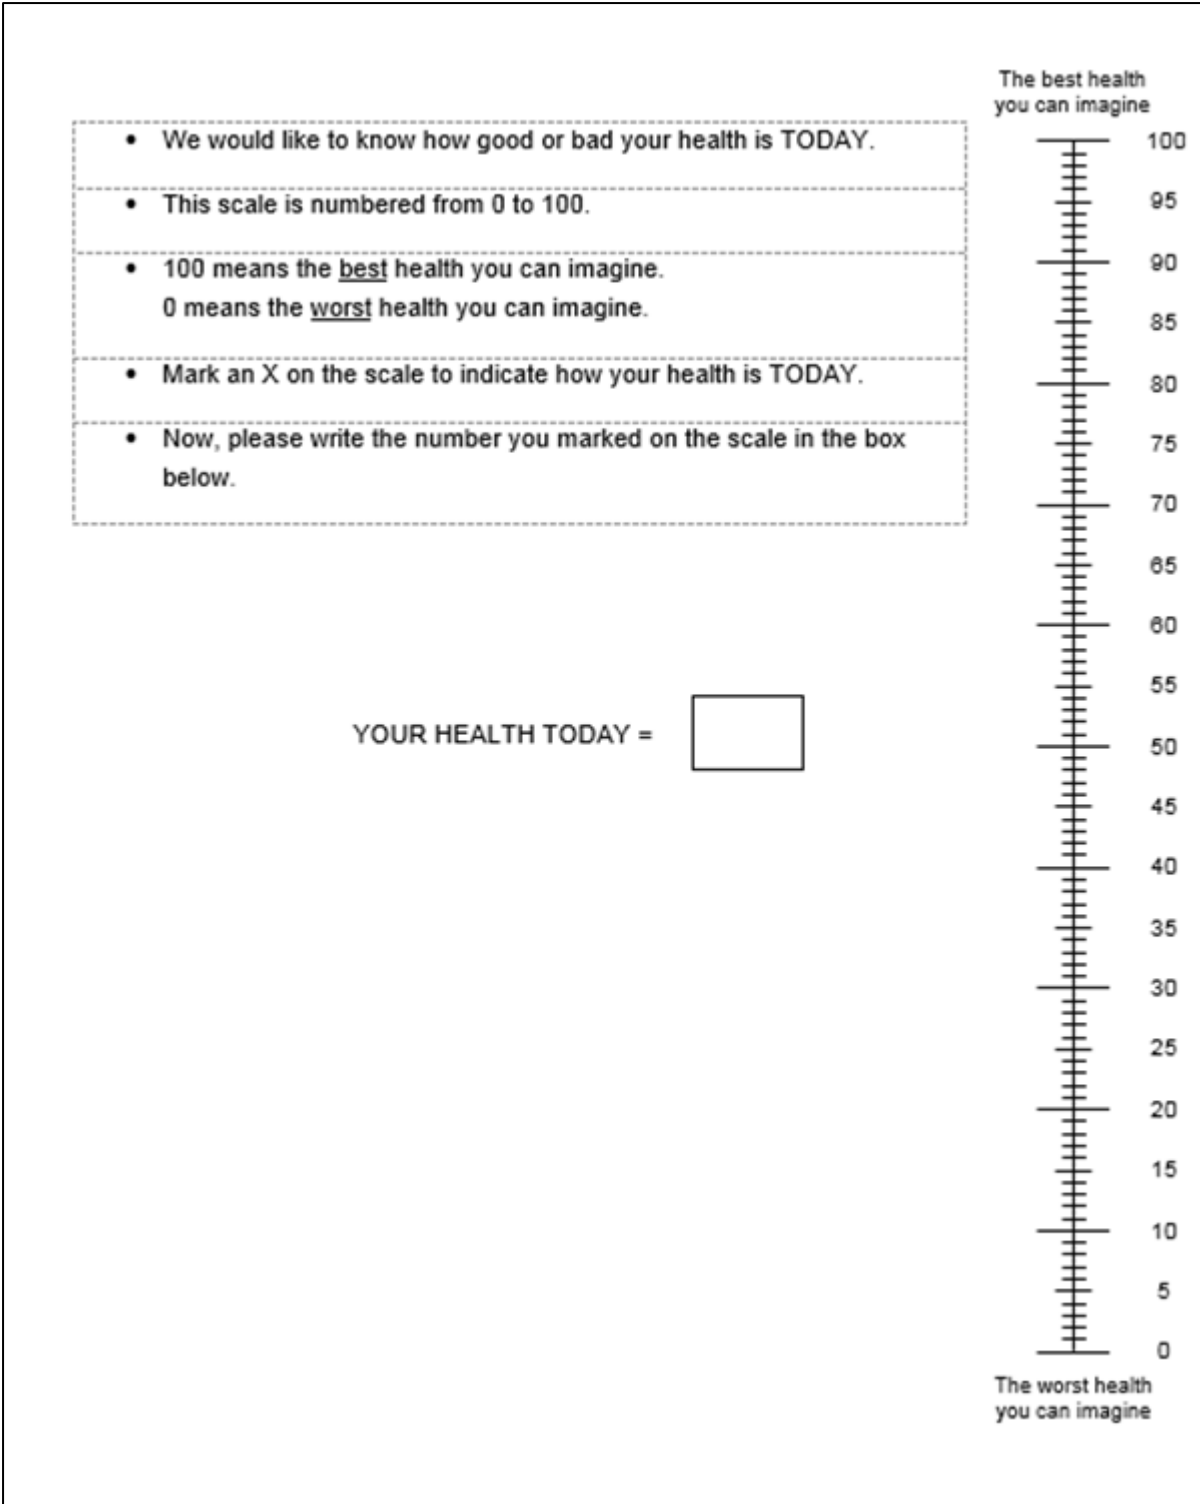 The best health
you can imagine
• We would like to know how good or bad your health is TODAY.
• This scale is numbered from 0 to 100.
• 100 means the best health you can imagine.
0 means the worst health you can imagine.
• Mark an X on the scale to indicate how your health is TODAY.
• Now, please write the number you marked on the scale in the box
below.
YOUR HEALTH TODAY =
100
95
90
85
80
75
70
65
60
55
50
45
40
35
30
25
20
15
10
5
0
The worst health
you can imagine